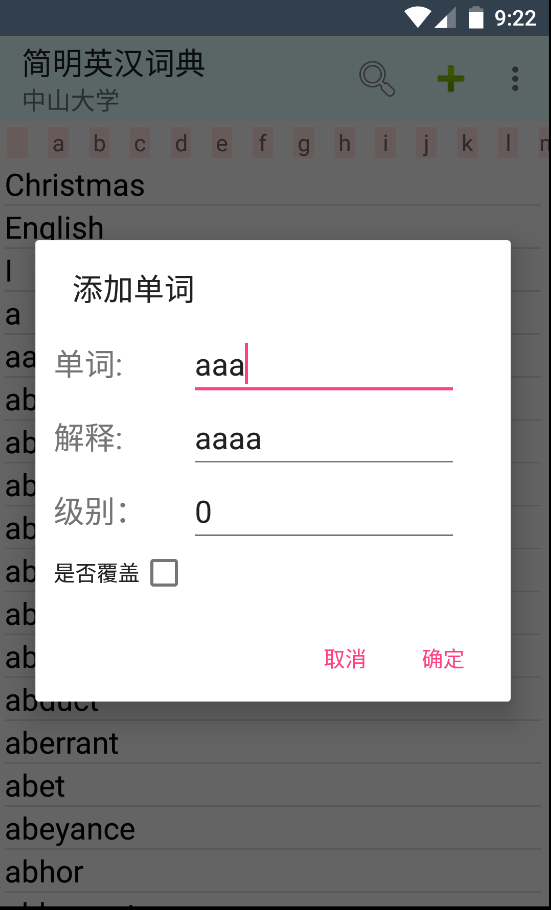 9:22
简明英汉词典
中山大学
a b c d e f g h i j k l
Christmas
English
I
a
添加单词
单词: aaa
解释: aaaa
级别： 0
是否覆盖
取消 确定
aberrant
abet
abeyance
abhor